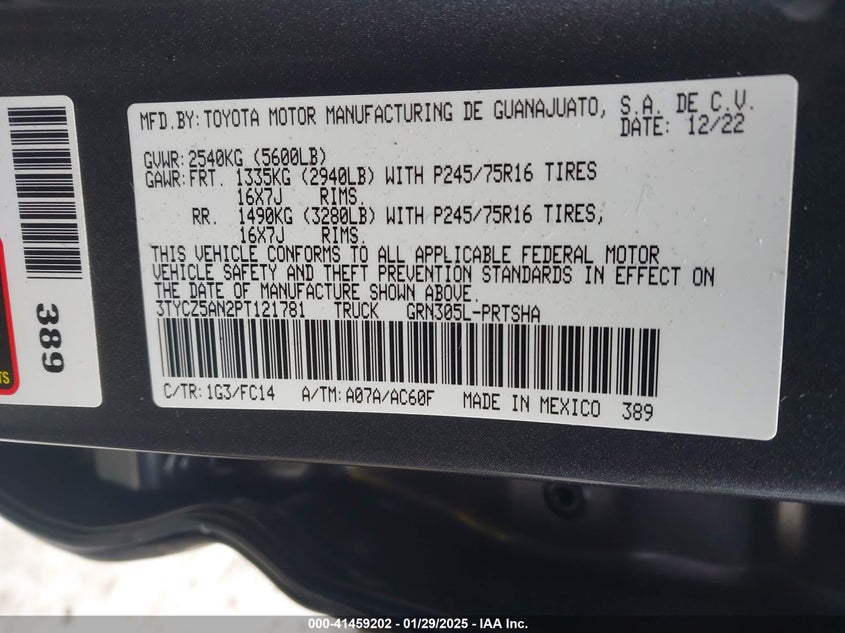 MFD.BY:TOYOTA MOTOR MANUFACTURING DE GUANAJUATO, S.A. DE C.V.
DATE: 12/22
GVWR:2540KG (5600LB)
GAWR:FRT. 1335KG (2940LB) WITH P245/75R16 TIRES
16X7J RIMS.
RR. 1490KG (3280LB) WITH P245/75R16 TIRES,
16X7J RIMS.
THIS VEHICLE CONFORMS TO ALL APPLICABLE FEDERAL MOTOR
VEHICLE SAFETY AND THEFT PREVENTION STANDARDS IN EFFECT ON
THE DATE OF MANUFACTURE SHOWN ABOVE.
3TYCZ5AN2PT121781 TRUCK GRN305L-PRTSHA
C/TR:1G3/FC14 A/TM:A07A/AC60F MADE IN MEXICO 389
389
TS
000-41459202 - 01/29/2025 - IAA Inc.